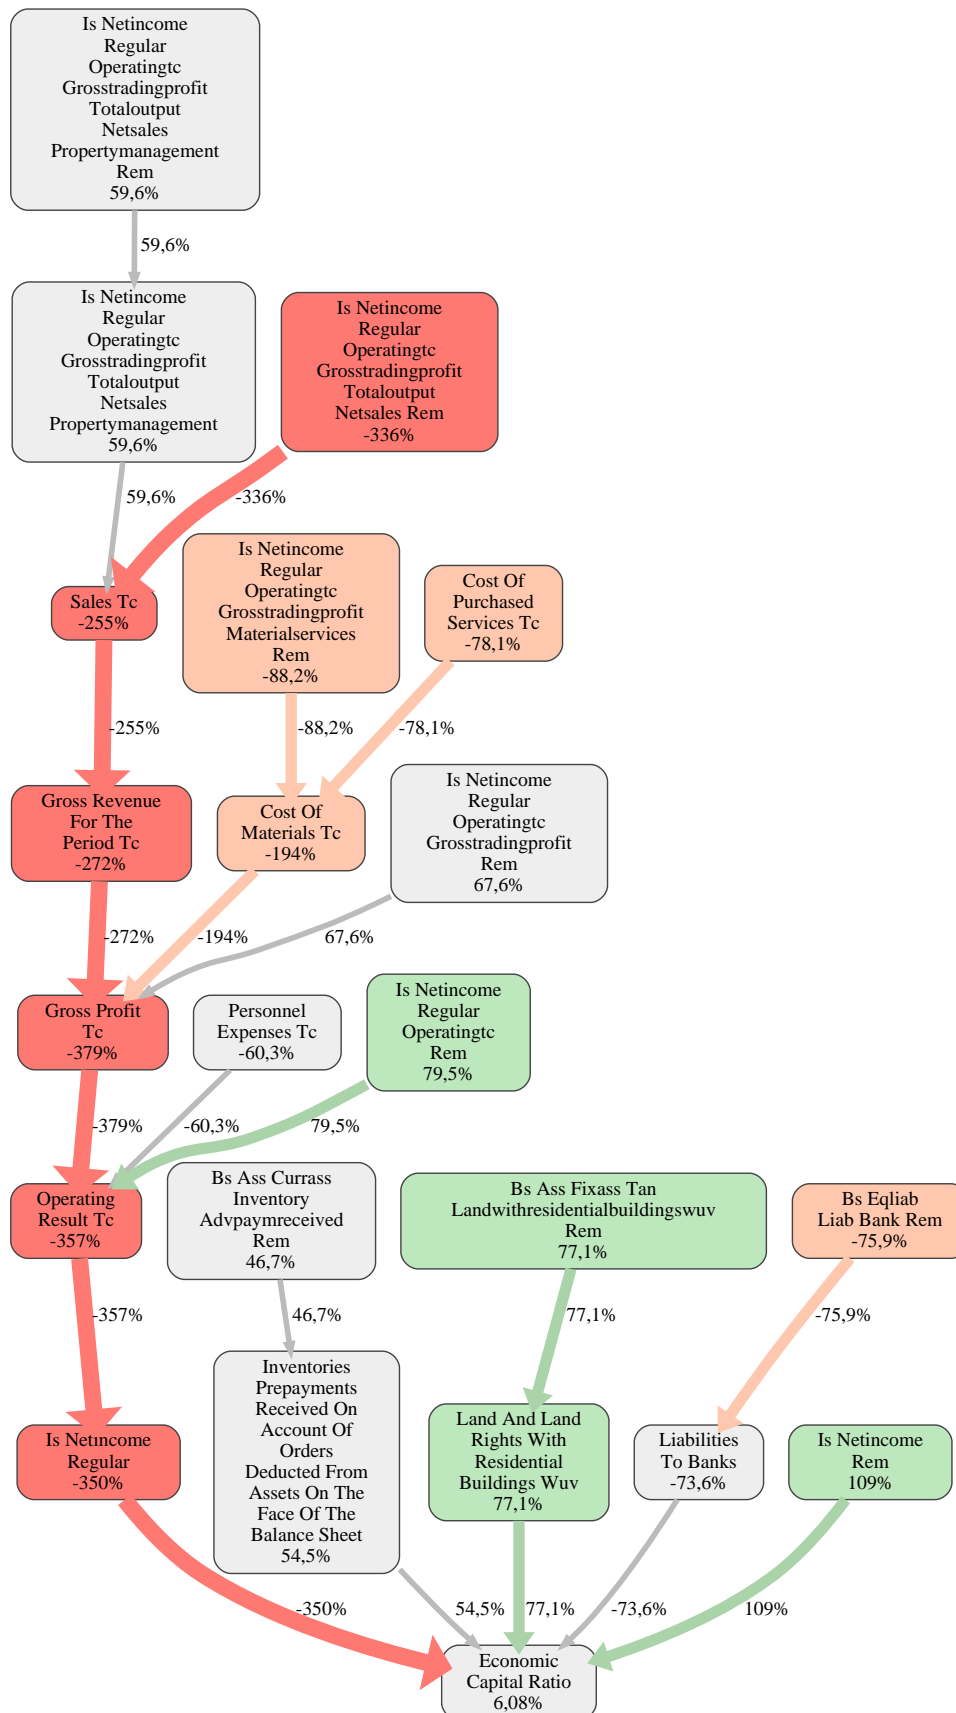 Is Netincome
Regular
Operatingtc
Grosstradingprofit
Totaloutput
Netsales
Propertymanagement
Rem
59,6%
59,6%
Is Netincome
Regular
Operatingtc
Grosstradingprofit
Totaloutput
Netsales
Propertymanagement
59,6%
Is Netincome
Regular
Operatingtc
Grosstradingprofit
Totaloutput
Netsales Rem
-336%
59,6%
-336%
Is Netincome
Regular
Operatingtc
Grosstradingprofit
Materialservices
Rem
-88,2%
Cost Of
Purchased
Services Tc
-78,1%
Sales Tc
-255%
-255%
-88,2%
-78,1%
Gross Revenue
For The
Period Tc
-272%
Cost Of
Materials Tc
-194%
Is Netincome
Regular
Operatingtc
Grosstradingprofit
Rem
67,6%
-272%
-194%
67,6%
Gross Profit
Tc
-379%
Personnel
Expenses Tc
-60,3%
Is Netincome
Regular
Operatingtc
Rem
79,5%
-379%
-60,3%
79,5%
Operating
Result Tc
-357%
Bs Ass Currass
Inventory
Advpaymreceived
Rem
46,7%
Bs Ass Fixass Tan
Landwithresidentialbuildingswuv
Rem
77,1%
Bs Eqliab
Liab Bank Rem
-75,9%
-357%
46,7%
77,1%
-75,9%
Is Netincome
Regular
-350%
Inventories
Prepayments
Received On
Account Of
Orders
Deducted From
Assets On The
Face Of The
Balance Sheet
54,5%
Land And Land
Rights With
Residential
Buildings Wuv
77,1%
Liabilities
To Banks
-73,6%
Is Netincome
Rem
109%
-350%
54,5%
77,1%
-73,6%
109%
Economic
Capital Ratio
6,08%